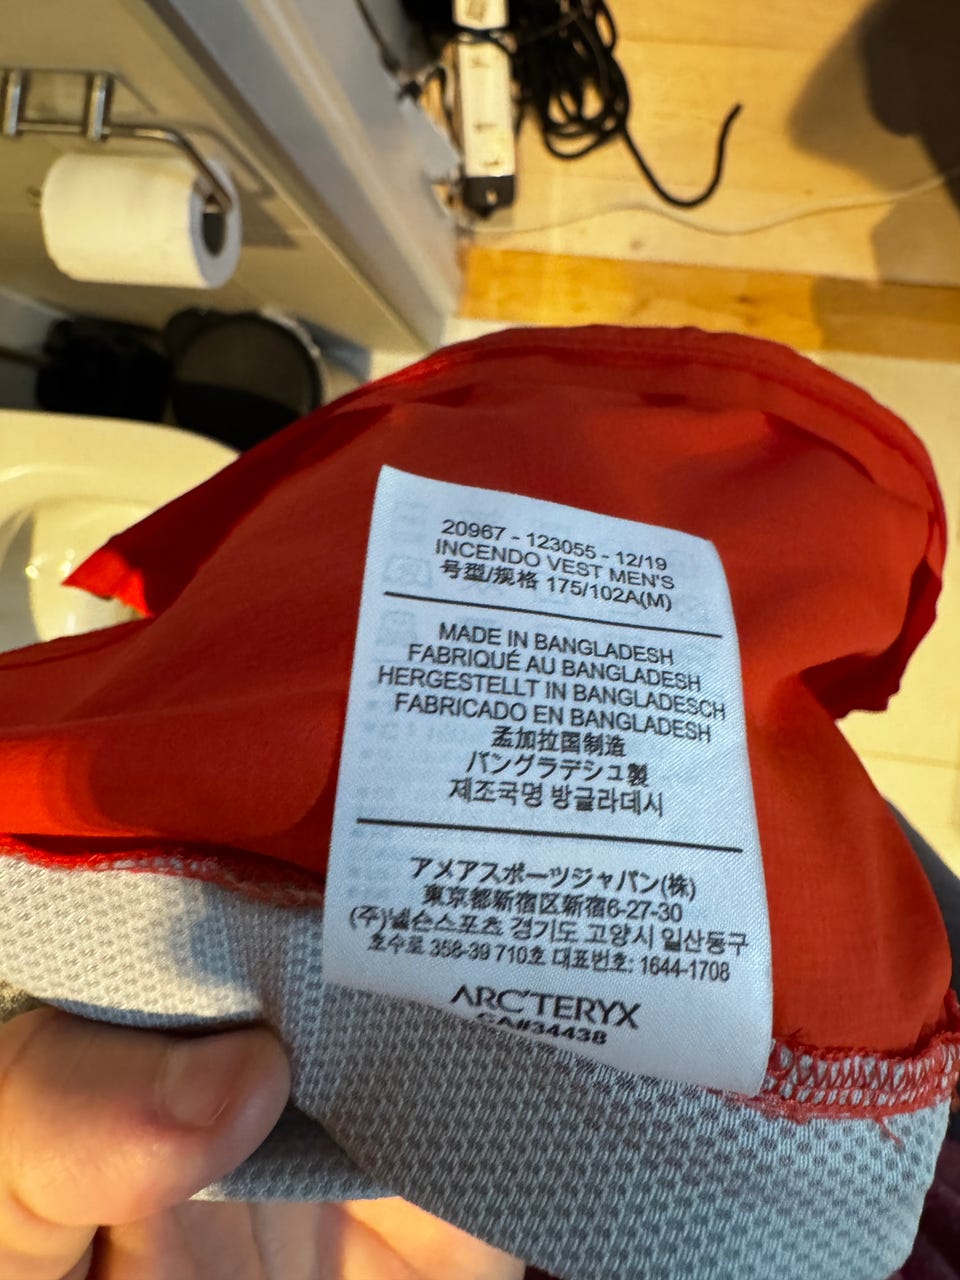 20967 - 123055 - 12/19
INCENDO VEST MEN'S
号型/规格 175/102A(M)
MADE IN BANGLADESH
FABRIQUÉ AU BANGLADESH
HERGESTELLT IN BANGLADESCH
FABRICADO EN BANGLADESH
孟加拉国制造
バングラデシュ製
제조국명 방글라데시
アメアスポーツジャパン(株)
東京都新宿区新宿6-27-30
(주)넬슨스포츠 경기도 고양시 일산동구
호수로 358-39 710호 대표번호: 1644-1708
ARC'TERYX
CA#34438